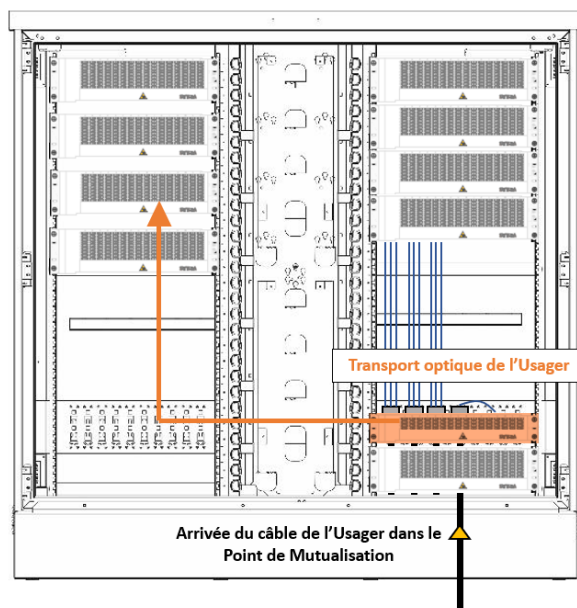 Transport optique de l'Usager
Arrivée du câble de l'Usager dans le
Point de Mutualisation